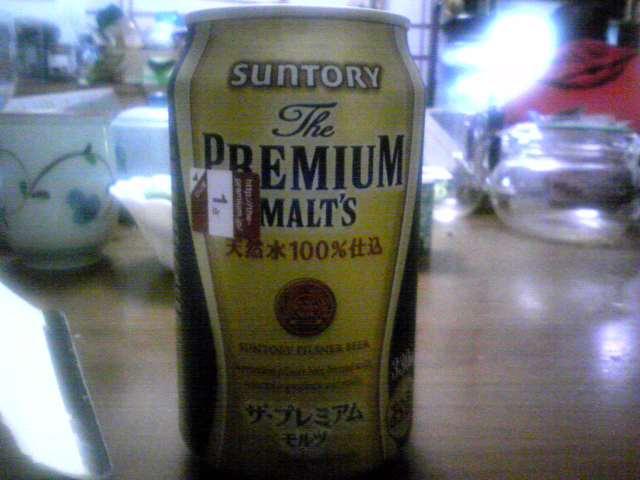 SUNTORY
The
PREMIUM
MALT'S
1
天然水100%仕込
SUNTORY PILSNER BEER
ザ・プレミアム
モルツ